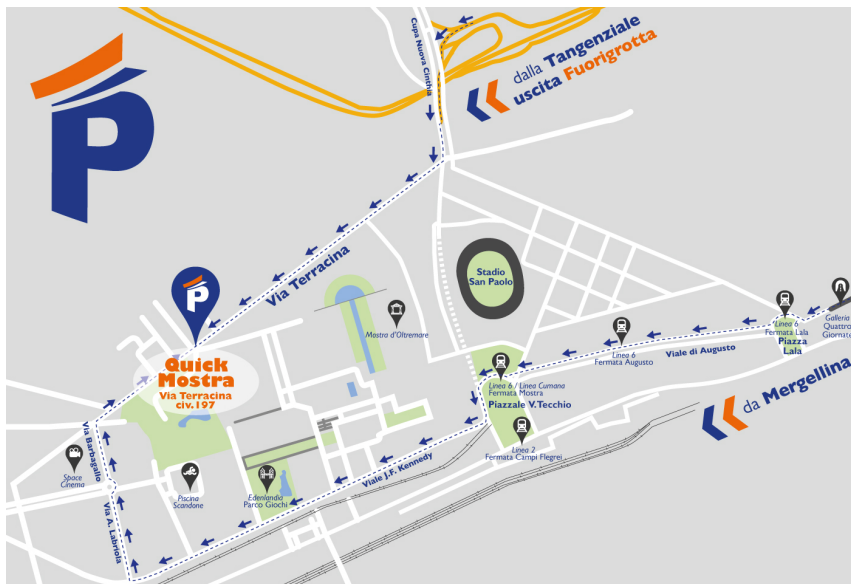 P
Cupa Nuova Cinthia
dalla Tangenziale
uscita Fuorigrotta
Via Terracina
Stadio
San Paolo
P
Mostra d'Oltremare
Linea 6
Fermata Lala
Piazza
Lala
Galleria
Quattro
Giornate
Linea 6
Fermata Augusto
Viale di Augusto
Quick
Mostra
Via Terracina
civ.197
Linea 6 / Linea Cumana
Fermata Mostra
Piazzale V.Tecchio
da Mergellina
Linea 2
Fermata Campi Flegrei
Via Barbagallo
Viale J.F. Kennedy
Space
Cinema
Piscina
Scandone
Edenlandia
Parco Giochi
Via A. Labriola